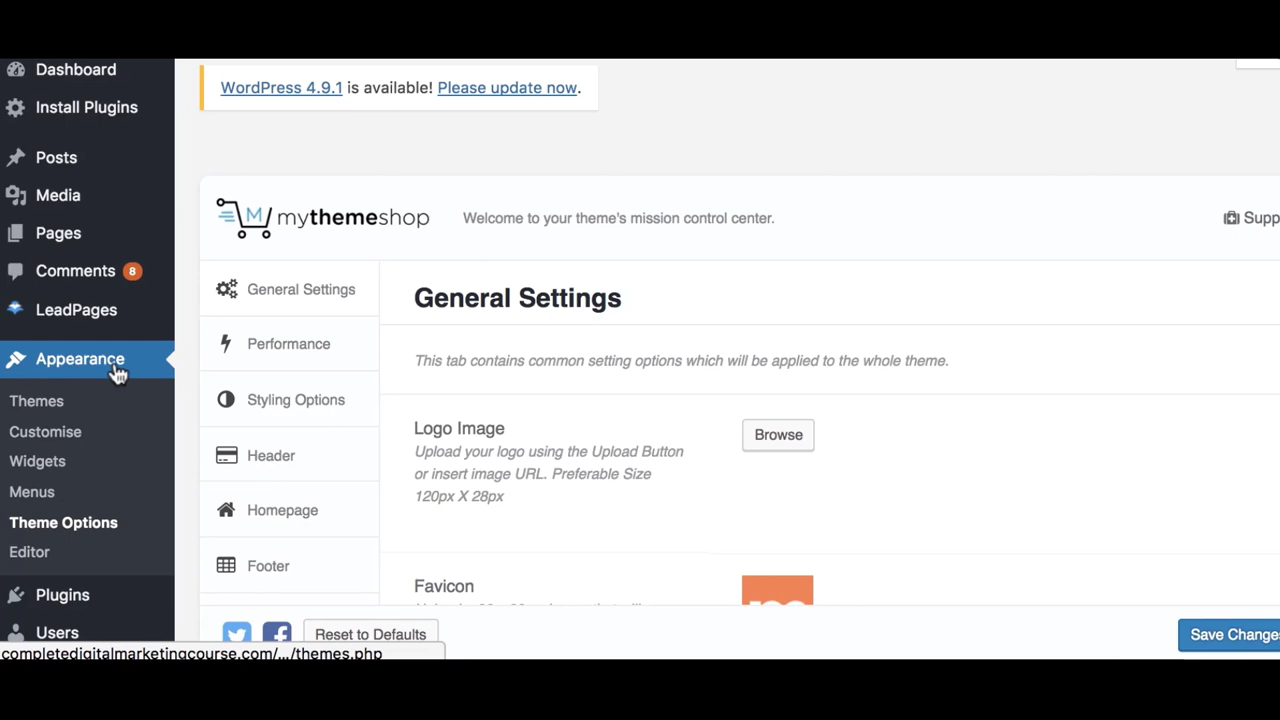 Dashboard
Install Plugins
Posts
Media
Pages
Comments 8
LeadPages
Appearance
Themes
Customise
Widgets
Menus
Theme Options
Editor
Plugins
Users
completedigitalmarketingcourse.com/.../themes.php
WordPress 4.9.1 is available! Please update now.
M mythemeshop
Welcome to your theme's mission control center.
Supp
General Settings
Performance
Styling Options
Header
Homepage
Footer
General Settings
This tab contains common setting options which will be applied to the whole theme.
Logo Image
Upload your logo using the Upload Button
or insert image URL. Preferable Size
120px X 28px
Browse
Favicon
Reset to Defaults
Save Change